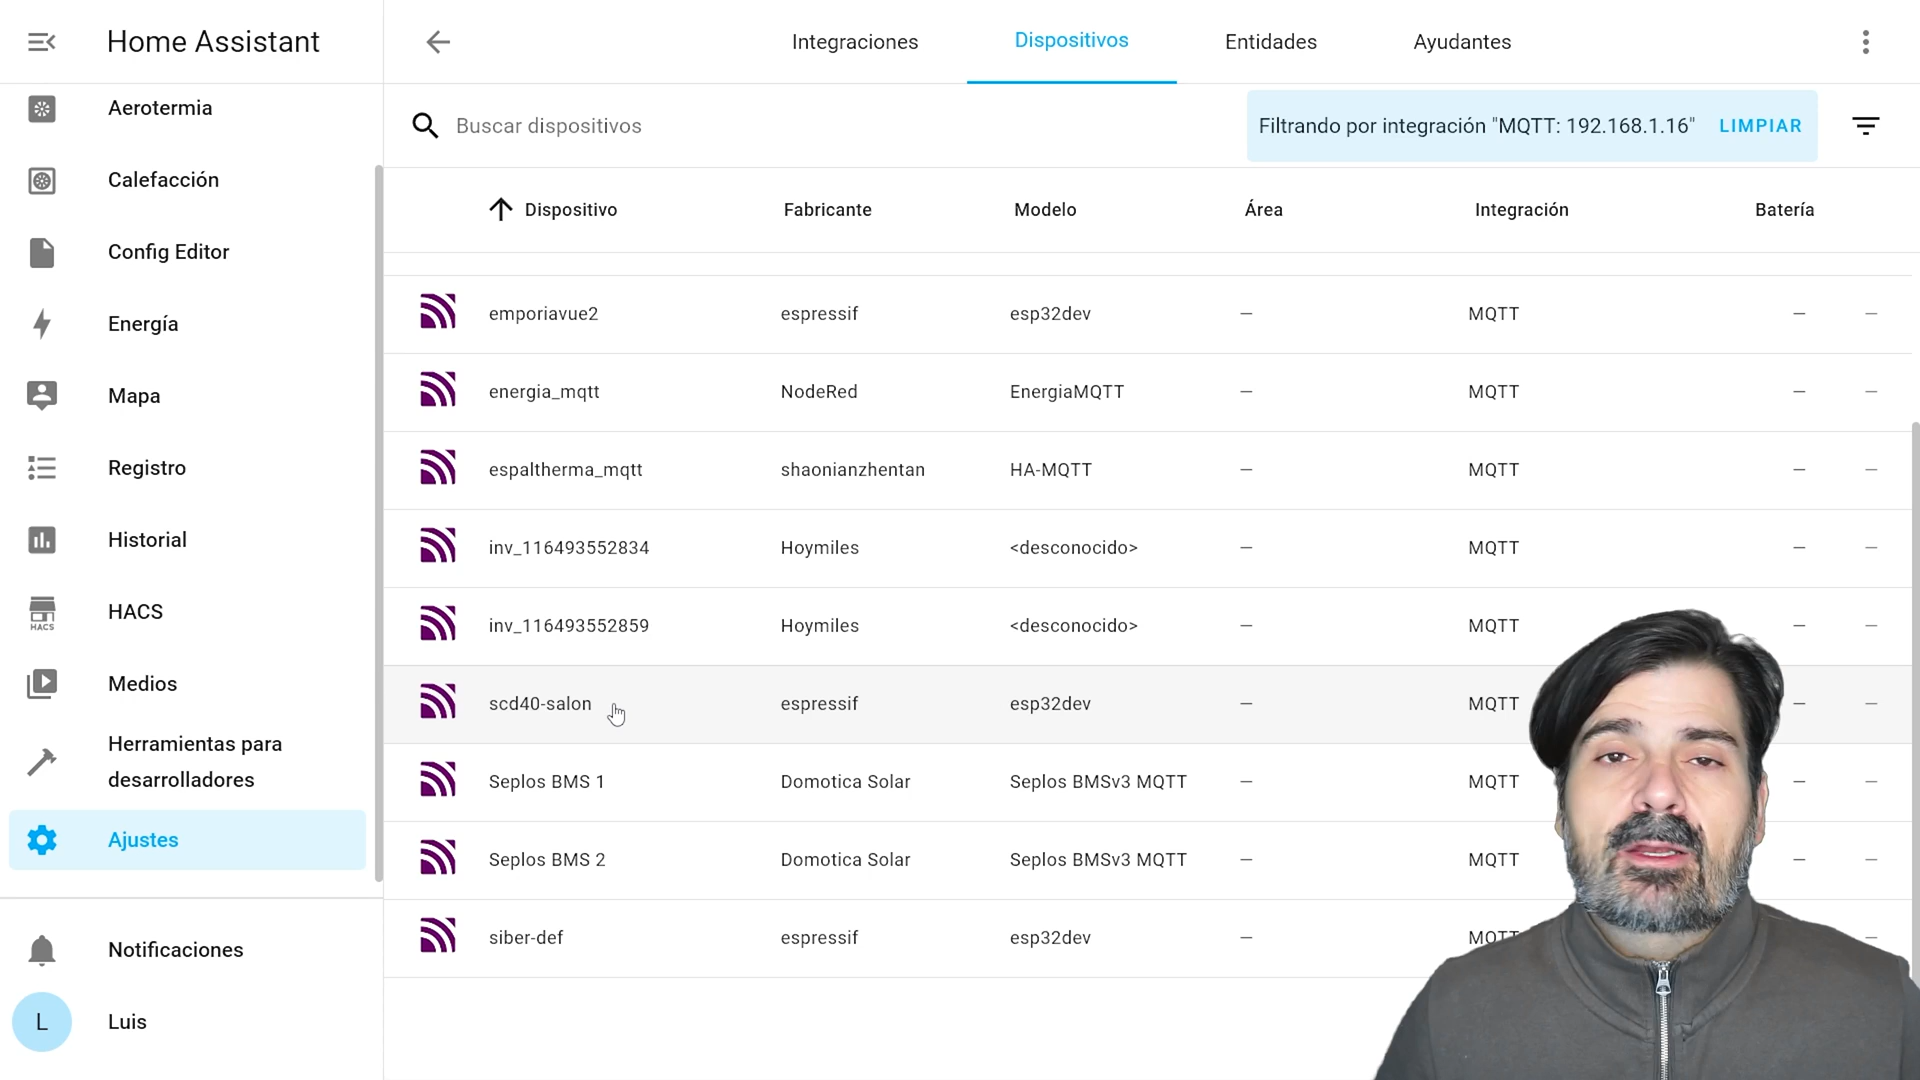 Home Assistant
Integraciones Dispositivos Entidades Ayudantes
Aerotermia
Calefacción
Config Editor
Energía
Mapa
Registro
Historial
HACS
HACS
Medios
Herramientas para
desarrolladores
Ajustes
Notificaciones
L Luis
Buscar dispositivos
Filtrando por integración "MQTT: 192.168.1.16" LIMPIAR
Dispositivo Fabricante Modelo Área Integración Batería
emporiavue2 espressif esp32dev — MQTT — —
energia_mqtt NodeRed EnergiaMQTT — MQTT — —
espaltherma_mqtt shaonianzhentan HA-MQTT — MQTT — —
inv_116493552834 Hoymiles <desconocido> — MQTT — —
inv_116493552859 Hoymiles <desconocido> — MQTT — —
scd40-salon espressif esp32dev — MQTT — —
Seplos BMS 1 Domotica Solar Seplos BMSv3 MQTT — MQTT — —
Seplos BMS 2 Domotica Solar Seplos BMSv3 MQTT — MQTT — —
siber-def espressif esp32dev — MQTT —